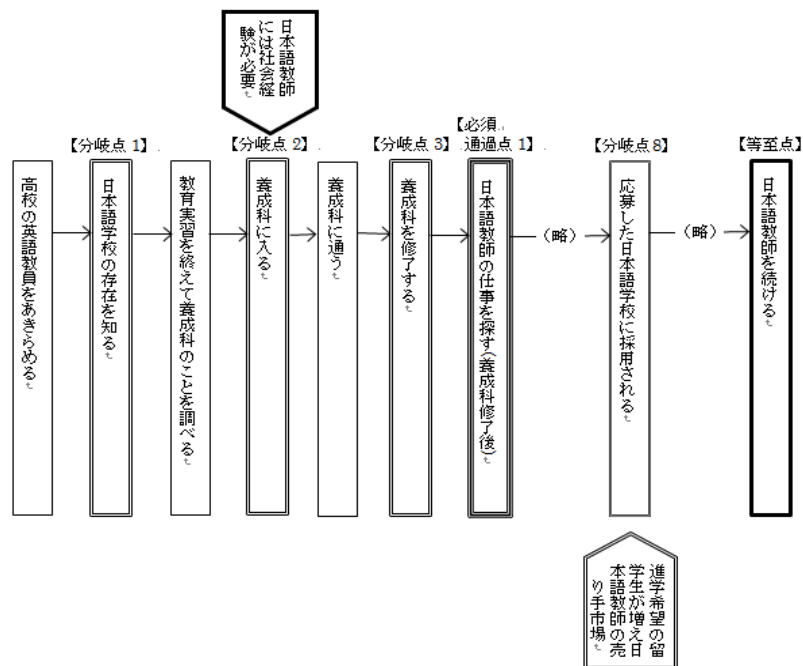 日本語教師
には社会経
験が必要
【分岐点 1】
【分岐点 2】
【分岐点 3】
【必須
通過点 1】
【分岐点 8】
【等至点】
高校の英語教員をあきらめる
日本語学校の存在を知る
教育実習を終えて養成科のことを調べる
養成科に入る
養成科に通う
養成科を修了する
日本語教師の仕事を探す(養成科修了後)
(略)
応募した日本語学校に採用される
(略)
日本語教師を続ける
進学希望の留
学生が増え日
本語教師の売
り手市場